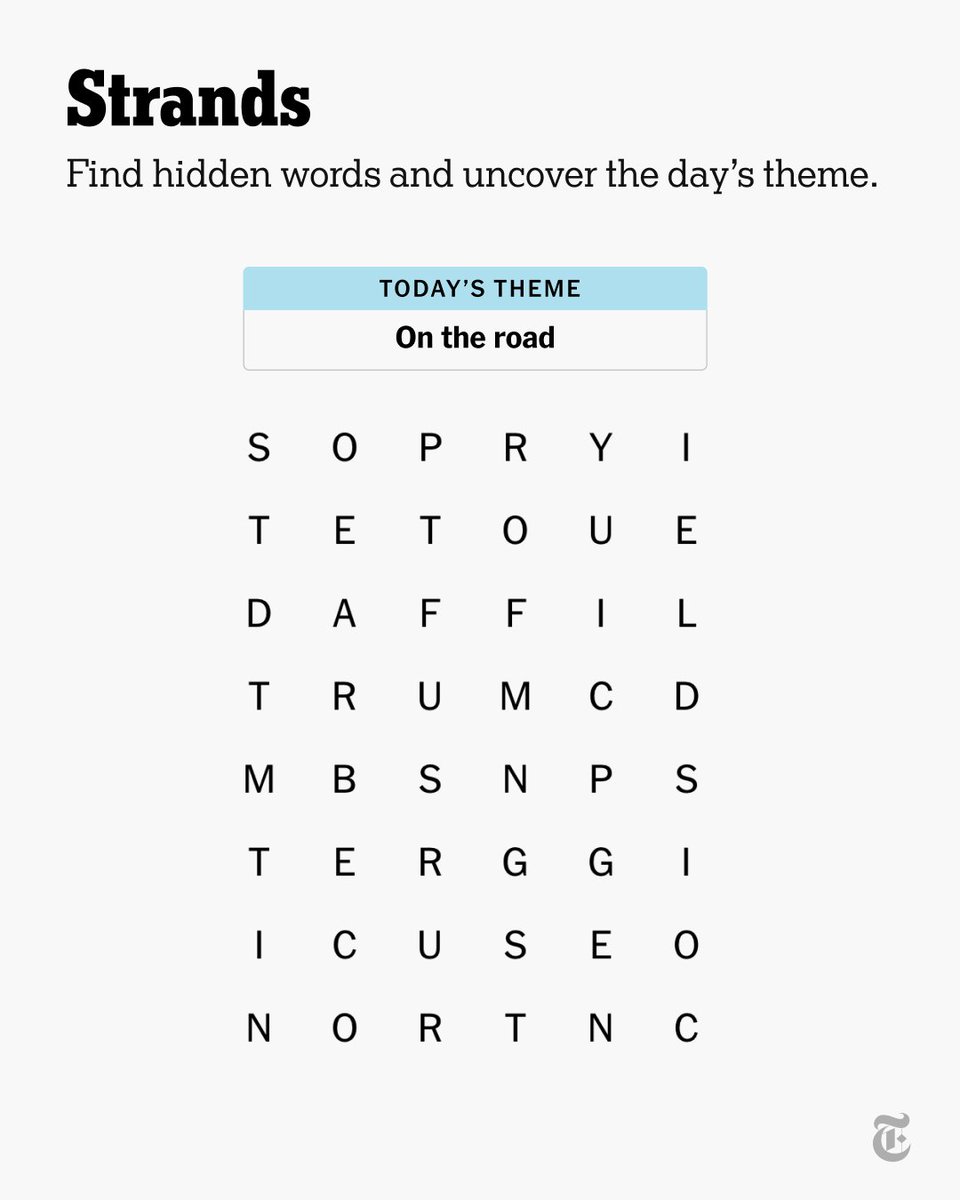 Strands
Find hidden words and uncover the day’s theme.
TODAY’S THEME
On the road
S O P R Y I
T E T O U E
D A F F I L
T R U M C D
M B S N P S
T E R G G I
I C U S E O
N O R T N C
T